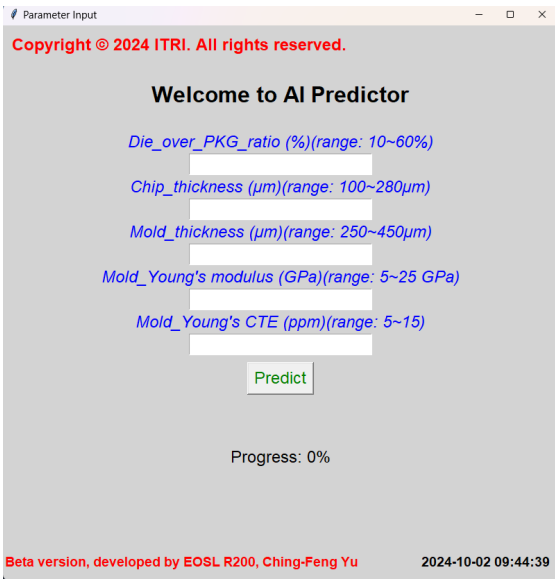 Parameter Input
Copyright © 2024 ITRI. All rights reserved.
Welcome to AI Predictor
Die_over_PKG_ratio (%)(range: 10~60%)
Chip_thickness (μm)(range: 100~280μm)
Mold_thickness (μm)(range: 250~450μm)
Mold_Young's modulus (GPa)(range: 5~25 GPa)
Mold_Young's CTE (ppm)(range: 5~15)
Predict
Progress: 0%
Beta version, developed by EOSL R200, Ching-Feng Yu
2024-10-02 09:44:39